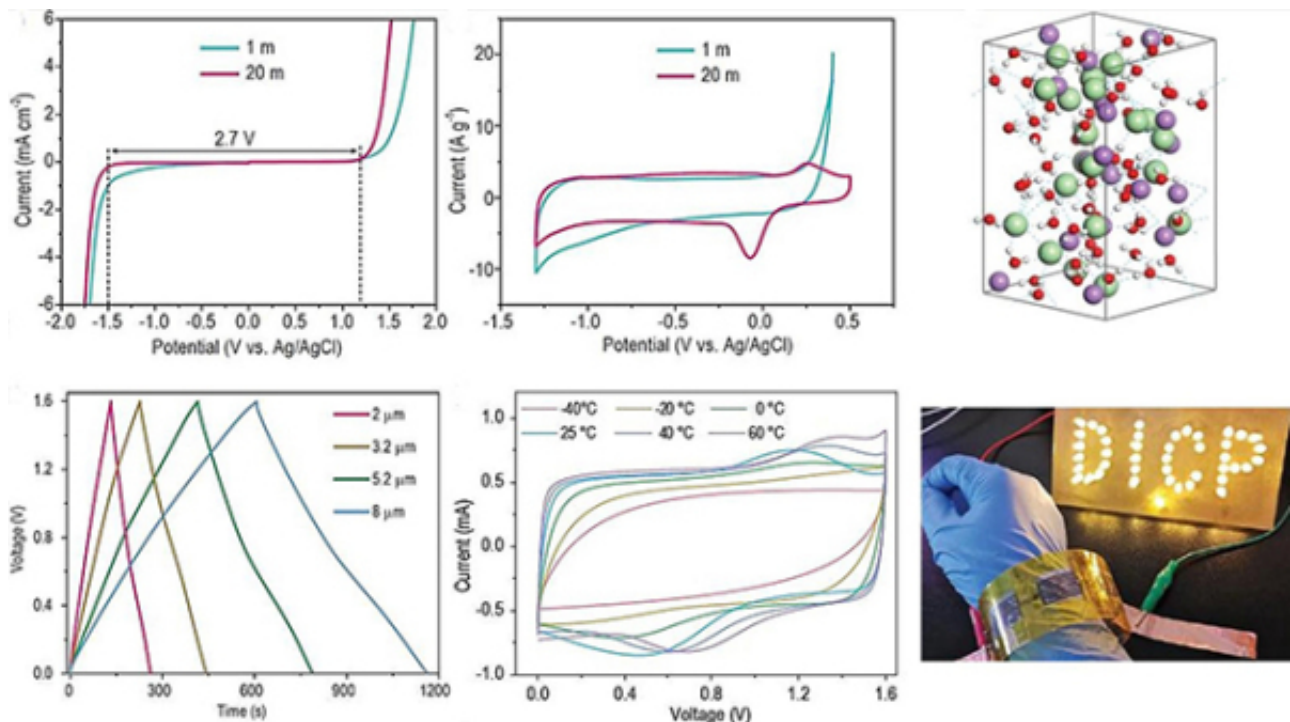 6
4
2
0
-2
-4
-6
Current (mA cm-2)
1 m
20 m
2.7 V
-2.0 -1.5 -1.0 -0.5 0.0 0.5 1.0 1.5 2.0
Potential (V vs. Ag/AgCl)
20
10
0
-10
Current (A g-1)
1 m
20 m
-1.5 -1.0 -0.5 0.0 0.5
Potential (V vs. Ag/AgCl)
1.6
1.2
0.8
0.4
0.0
Voltage (V)
2 μm
3.2 μm
5.2 μm
8 μm
0 300 600 900 1200
Time (s)
1.0
0.5
0.0
-0.5
-1.0
Current (mA)
-40°C -20 °C 0 °C
25 °C 40 °C 60 °C
0.0 0.4 0.8 1.2 1.6
Voltage (V)
DICP